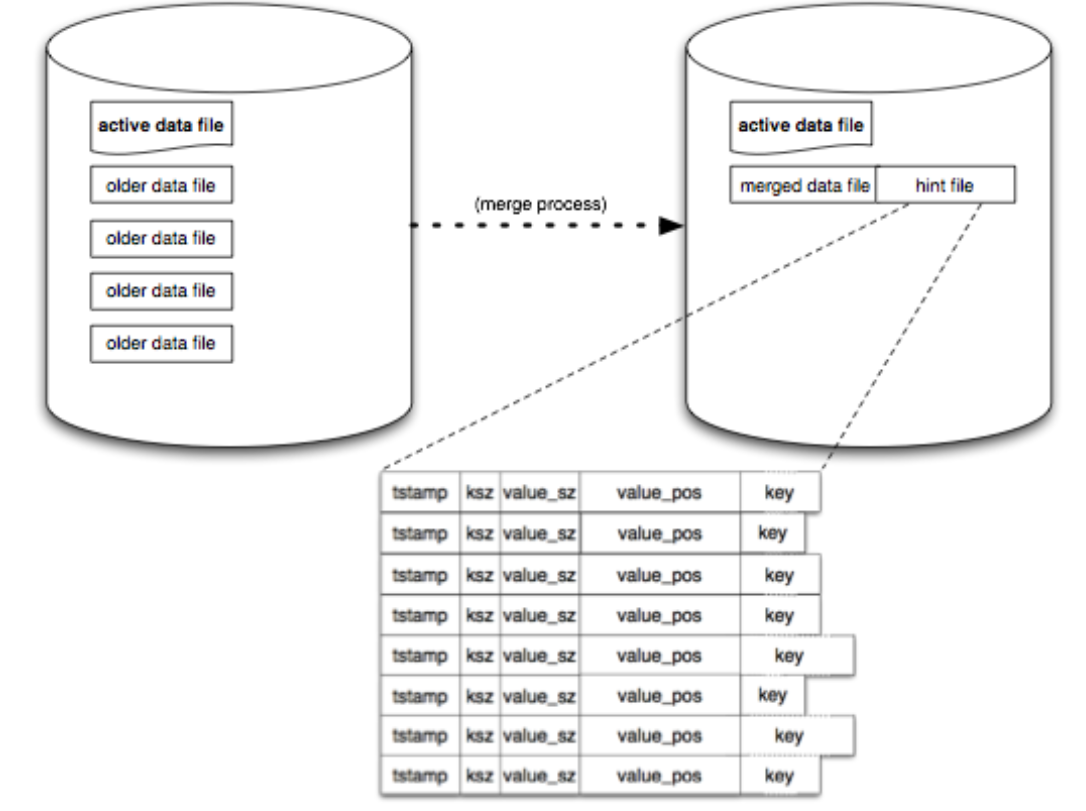 active data file
older data file
older data file
older data file
older data file
(merge process)
active data file
merged data file hint file
tstamp ksz value_sz value_pos key
tstamp ksz value_sz value_pos key
tstamp ksz value_sz value_pos key
tstamp ksz value_sz value_pos key
tstamp ksz value_sz value_pos key
tstamp ksz value_sz value_pos key
tstamp ksz value_sz value_pos key
tstamp ksz value_sz value_pos key